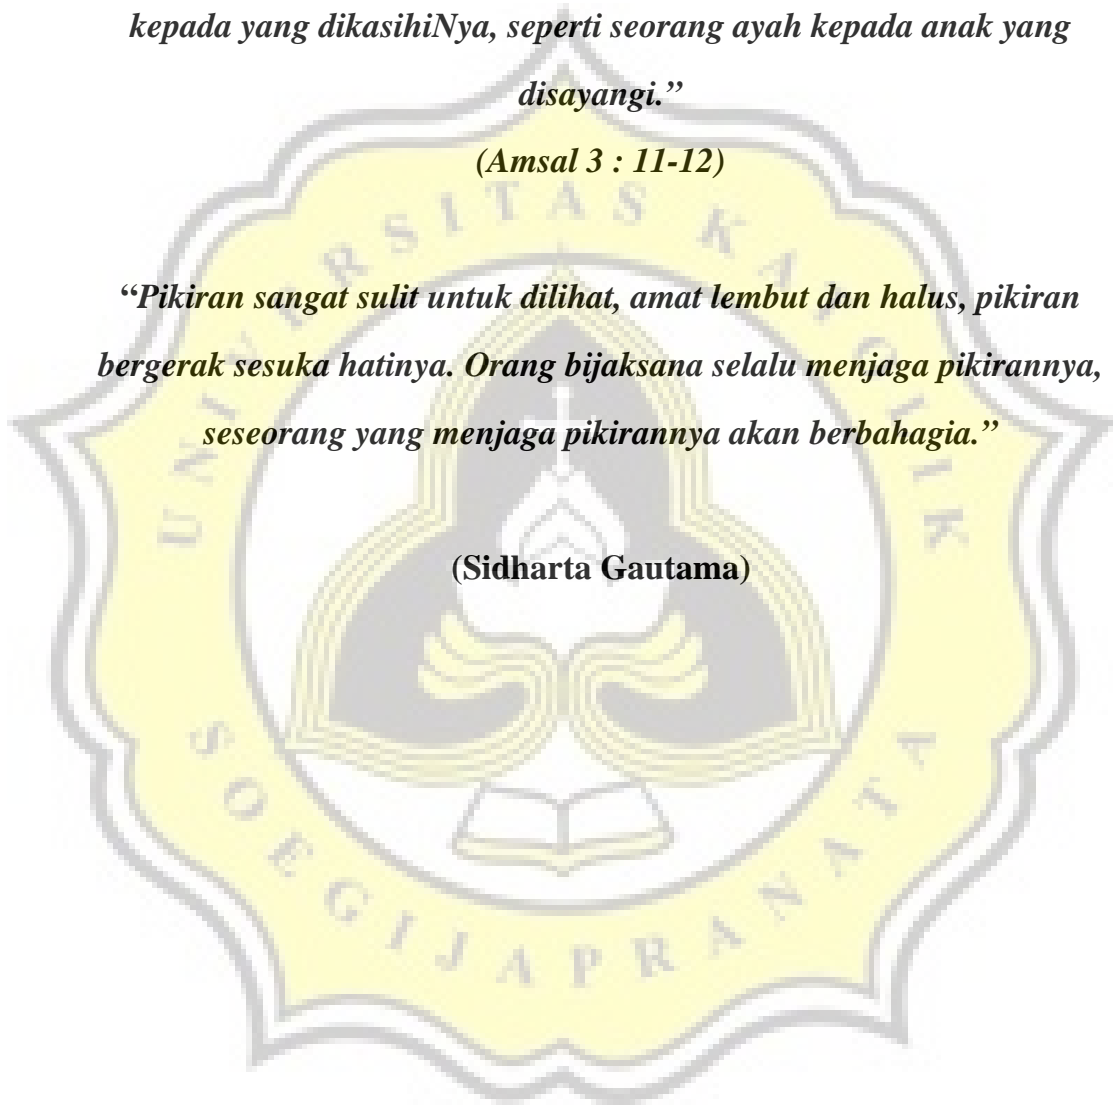 kepada yang dikasihiNya, seperti seorang ayah kepada anak yang
disayangi.”
(Amsal 3 : 11-12)
“Pikiran sangat sulit untuk dilihat, amat lembut dan halus, pikiran
bergerak sesuka hatinya. Orang bijaksana selalu menjaga pikirannya,
seseorang yang menjaga pikirannya akan berbahagia.”
(Sidharta Gautama)
UNIVERSITAS KATOLIK
SOEGIJAPRANATA